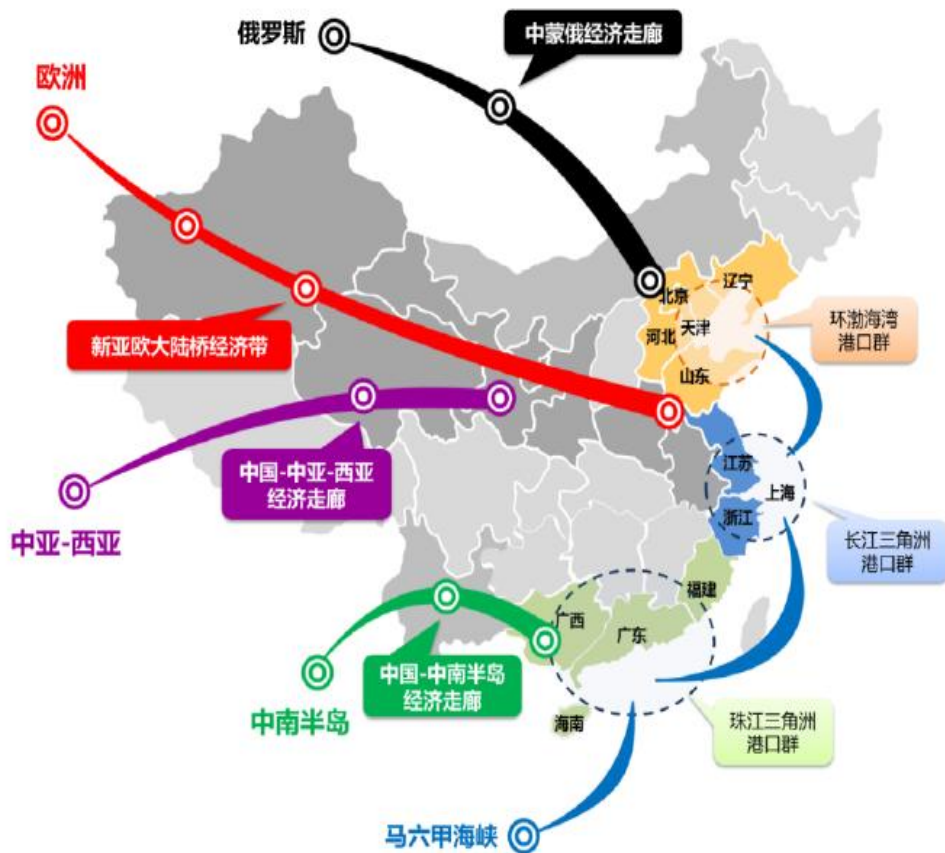 俄罗斯
中蒙俄经济走廊
欧洲
北京
辽宁
河北
天津
山东
环渤海湾
港口群
新亚欧大陆桥经济带
中国-中亚-西亚
经济走廊
中亚-西亚
江苏
上海
浙江
长江三角洲
港口群
福建
广西
广东
中国-中南半岛
经济走廊
中南半岛
海南
珠江三角洲
港口群
马六甲海峡